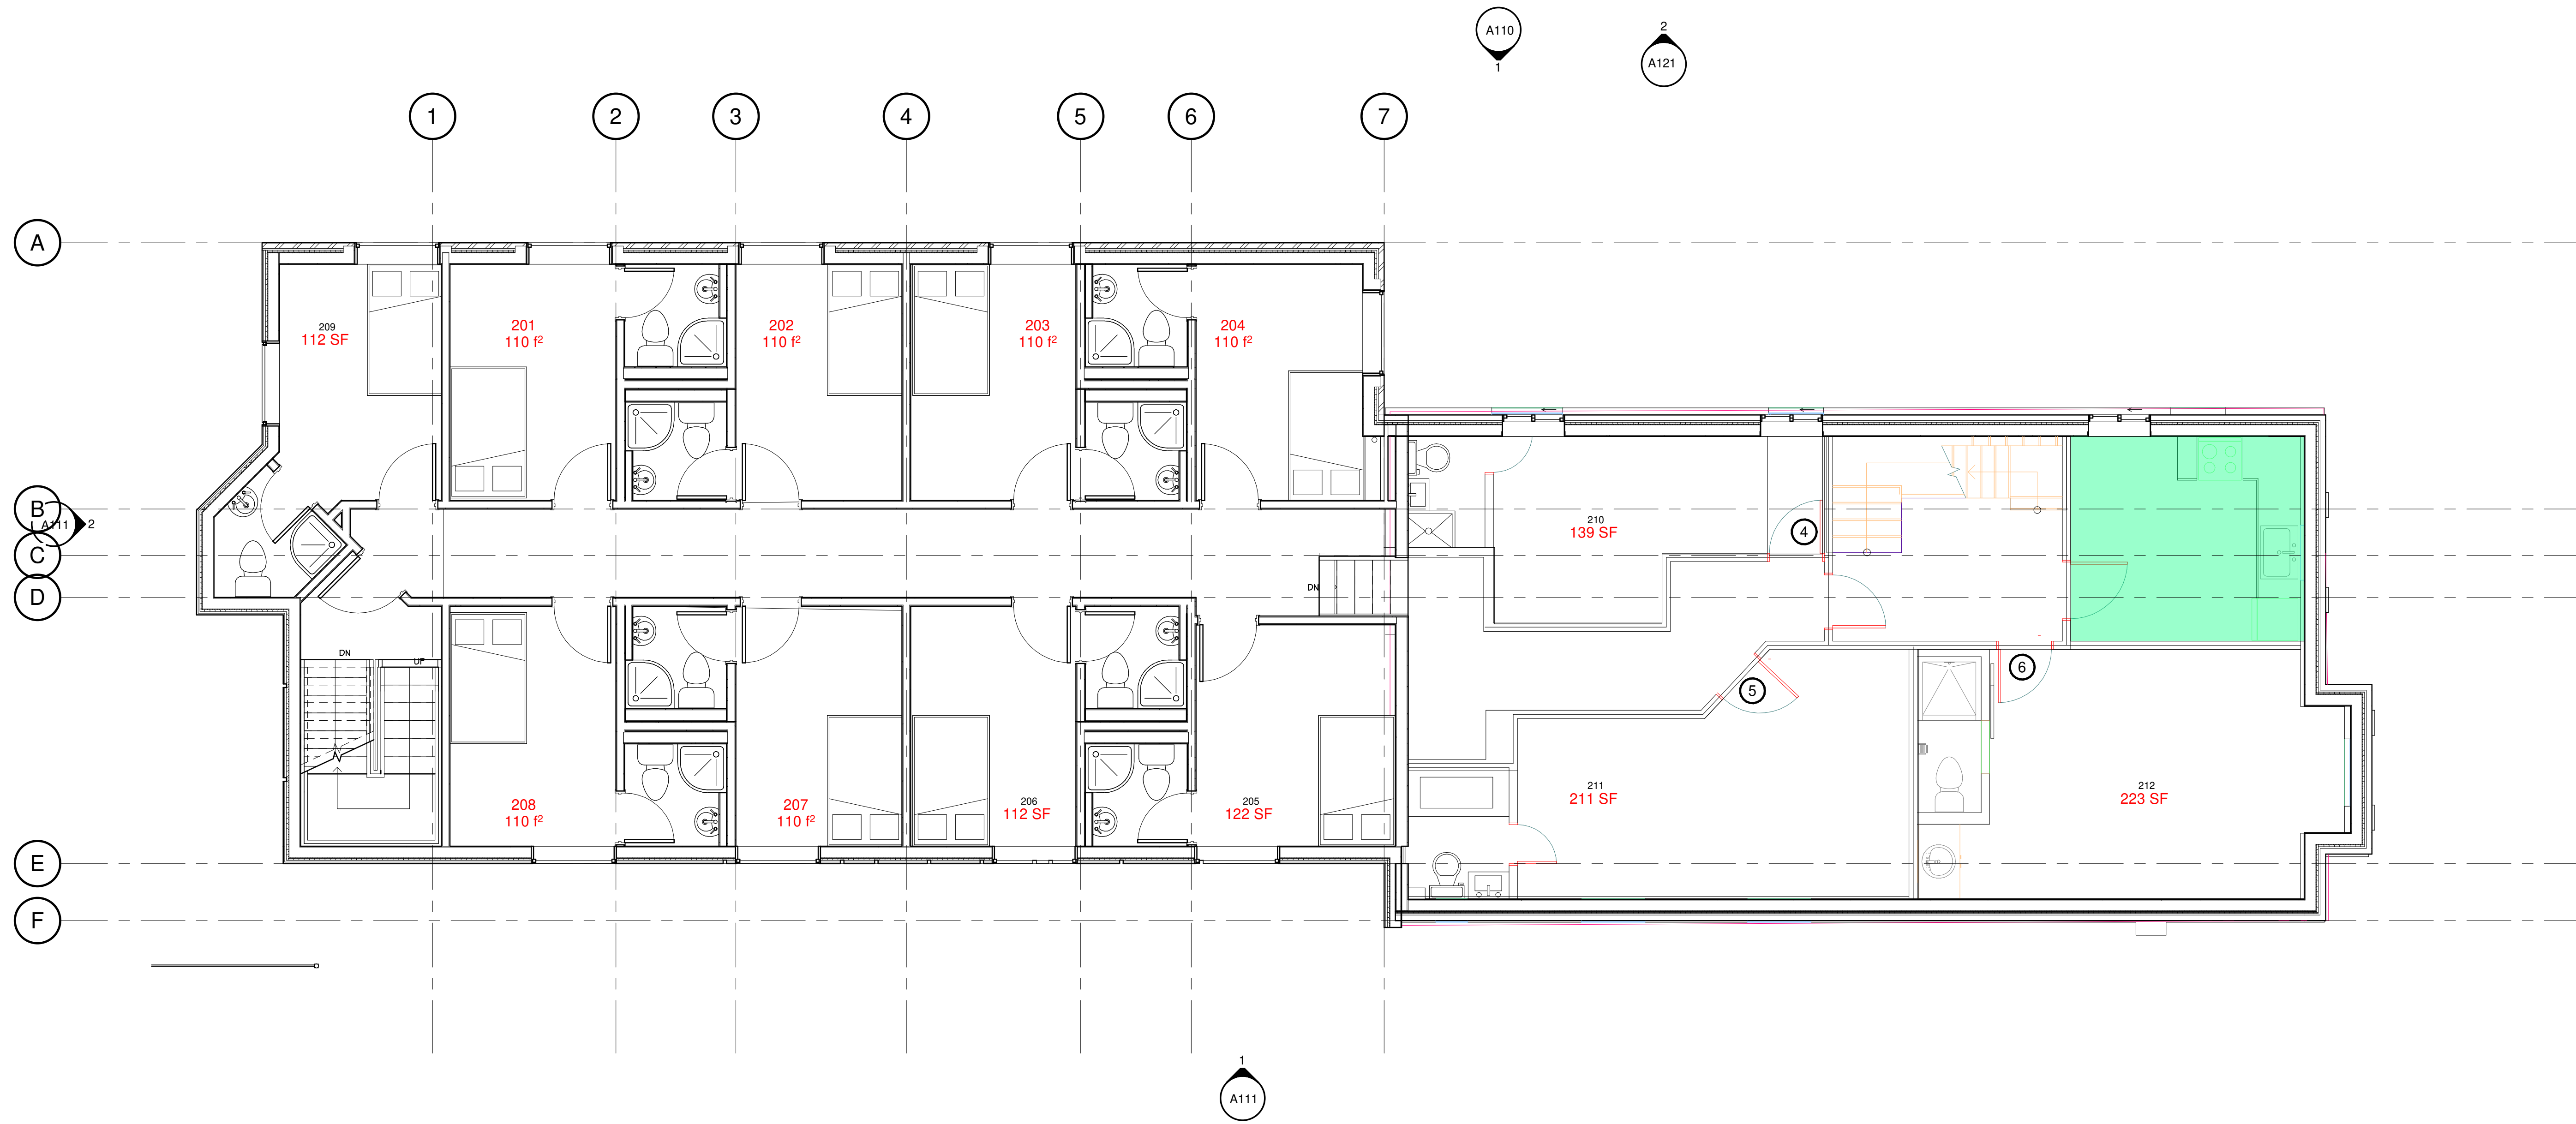 A110
1
2
A121
1
2
3
4
5
6
7
A
209
112 SF
201
110 f²
202
110 f²
203
110 f²
204
110 f²
B
A111
2
C
D
210
139 SF
4
DN
DN
UP
5
6
208
110 f²
207
110 f²
206
112 SF
205
122 SF
211
211 SF
212
223 SF
E
F
1
A111